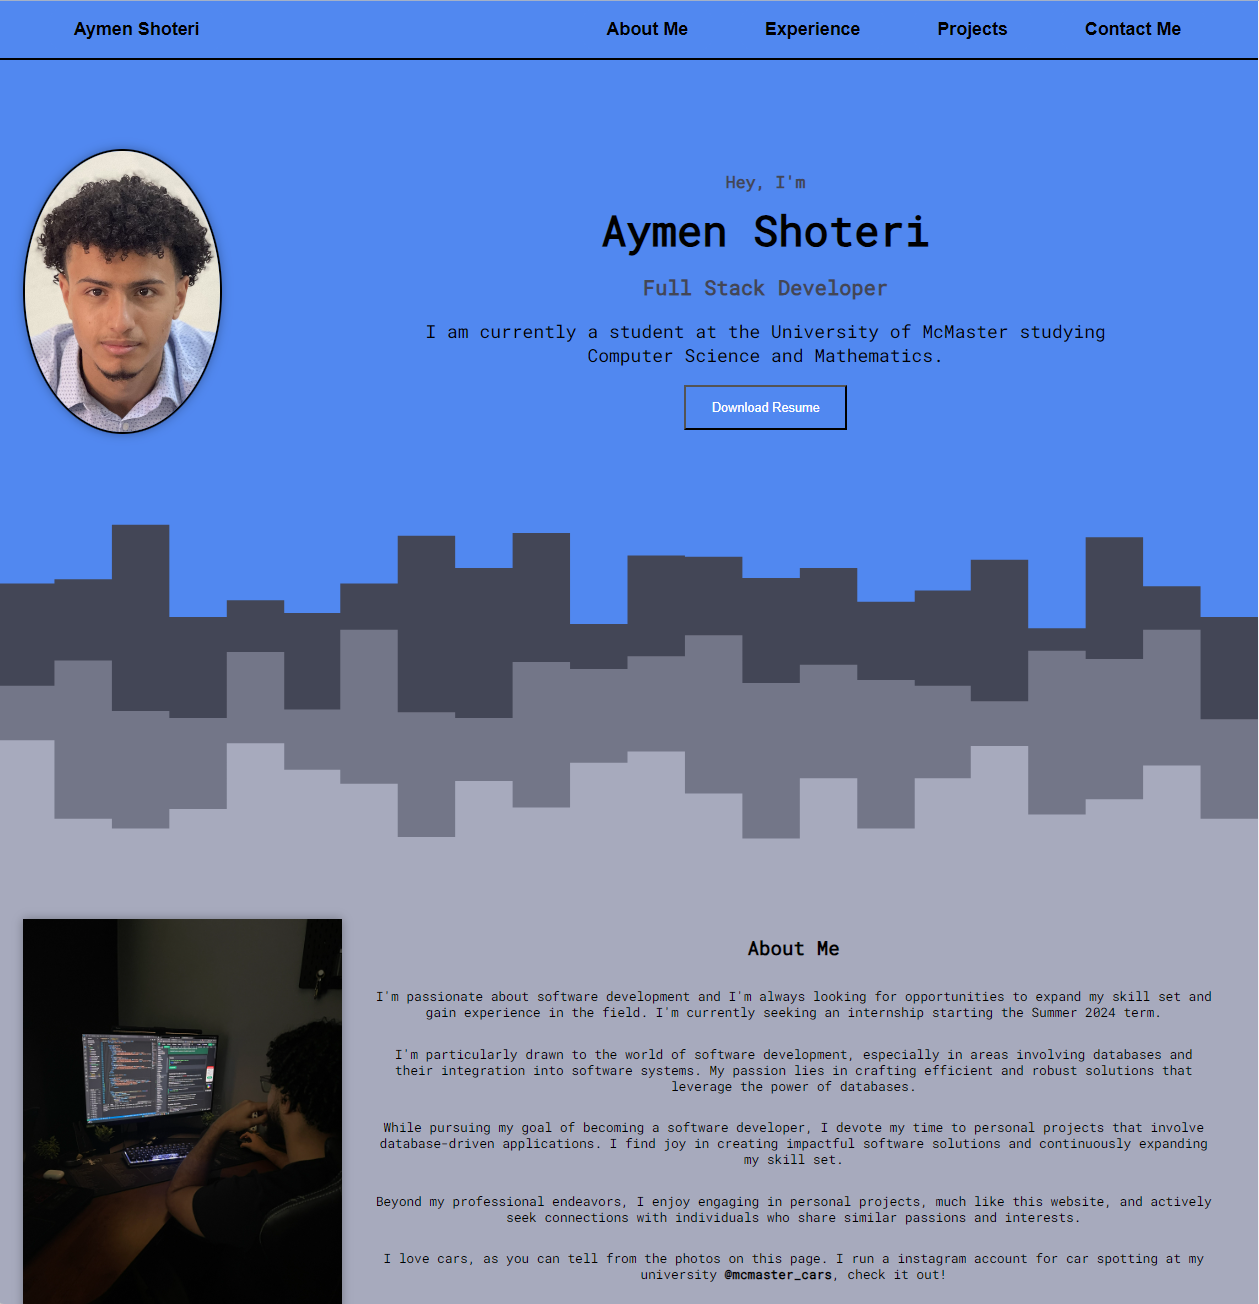 Aymen Shoteri
About Me
Experience
Projects
Contact Me
Hey, I'm
Aymen Shoteri
Full Stack Developer
I am currently a student at the University of McMaster studying
Computer Science and Mathematics.
Download Resume
About Me
I'm passionate about software development and I'm always looking for opportunities to expand my skill set and
gain experience in the field. I'm currently seeking an internship starting the Summer 2024 term.
I'm particularly drawn to the world of software development, especially in areas involving databases and
their integration into software systems. My passion lies in crafting efficient and robust solutions that
leverage the power of databases.
While pursuing my goal of becoming a software developer, I devote my time to personal projects that involve
database-driven applications. I find joy in creating impactful software solutions and continuously expanding
my skill set.
Beyond my professional endeavors, I enjoy engaging in personal projects, much like this website, and actively
seek connections with individuals who share similar passions and interests.
I love cars, as you can tell from the photos on this page. I run a instagram account for car spotting at my
university @mcmaster_cars, check it out!